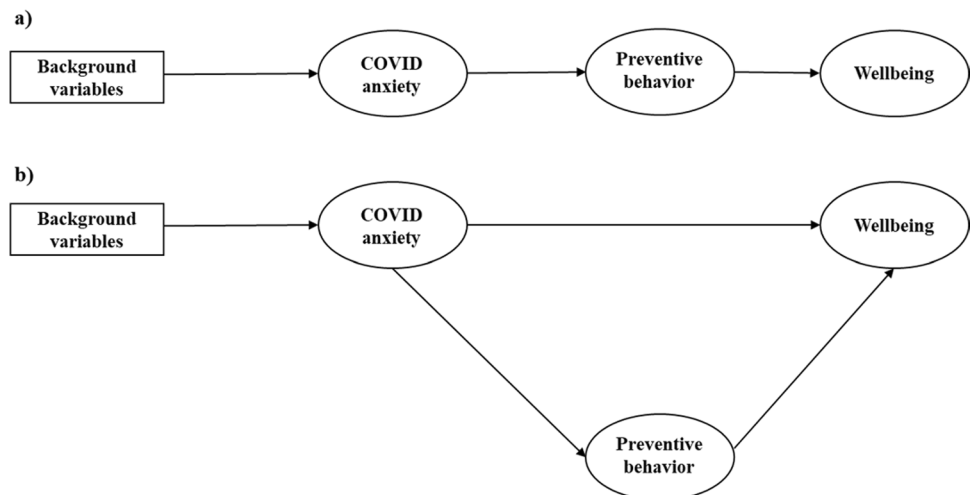 a)
Background
variables
COVID
anxiety
Preventive
behavior
Wellbeing
b)
Background
variables
COVID
anxiety
Wellbeing
Preventive
behavior